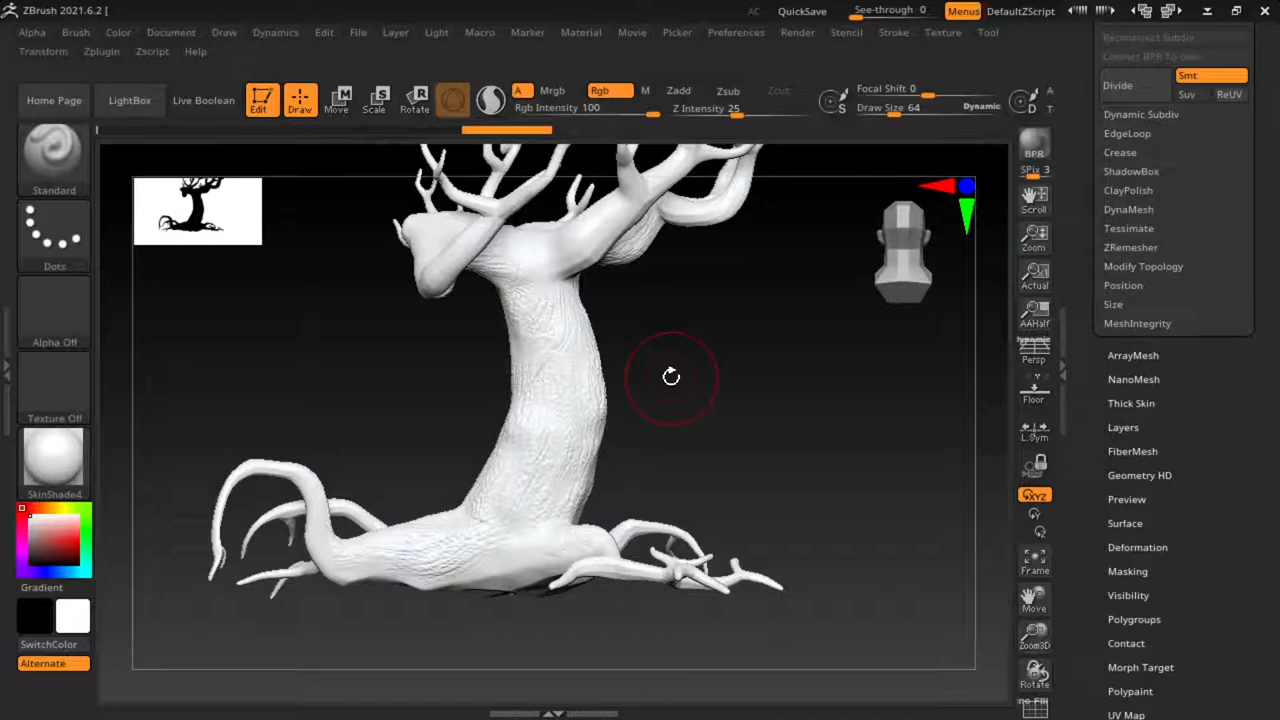 ZBrush 2021.6.2 [
AC QuickSave See-through 0 Menus DefaultZScript
Alpha Brush Color Document Draw Dynamics Edit File Layer Light Macro Marker Material Movie Picker Preferences Render Stencil Stroke Texture Tool
Transform Zplugin Zscript Help
Home Page LightBox Live Boolean
Edit Draw Move Scale Rotate
A Mrgb Rgb M Zadd Zsub Zcut
Rgb Intensity 100 Z Intensity 25
S Focal Shift 0
Draw Size 64 Dynamic D
Standard
Dots
Alpha Off
Texture Off
SkinShade4
Gradient
SwitchColor
Alternate
BPR
SPix 3
Scroll
Zoom
Actual
AAHalf
Dynamic
Persp
Floor
L.Sym
XYZ
Y
Z
Frame
Move
Zoom3D
Rotate
Reconstruct Subdiv
Convert BPR To Geo
Divide Smt
Suv ReUV
Dynamic Subdiv
EdgeLoop
Crease
ShadowBox
ClayPolish
DynaMesh
Tessimate
ZRemesher
Modify Topology
Position
Size
MeshIntegrity
ArrayMesh
NanoMesh
Thick Skin
Layers
FiberMesh
Geometry HD
Preview
Surface
Deformation
Masking
Visibility
Polygroups
Contact
Morph Target
Polypaint
UV Map